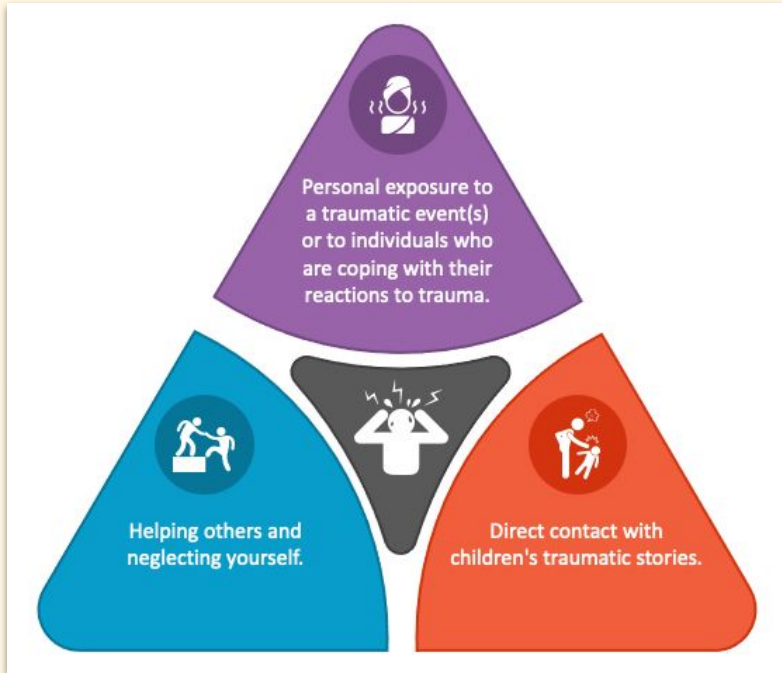 Personal exposure to
a traumatic event(s)
or to individuals who
are coping with their
reactions to trauma.
Helping others and
neglecting yourself.
Direct contact with
children's traumatic stories.